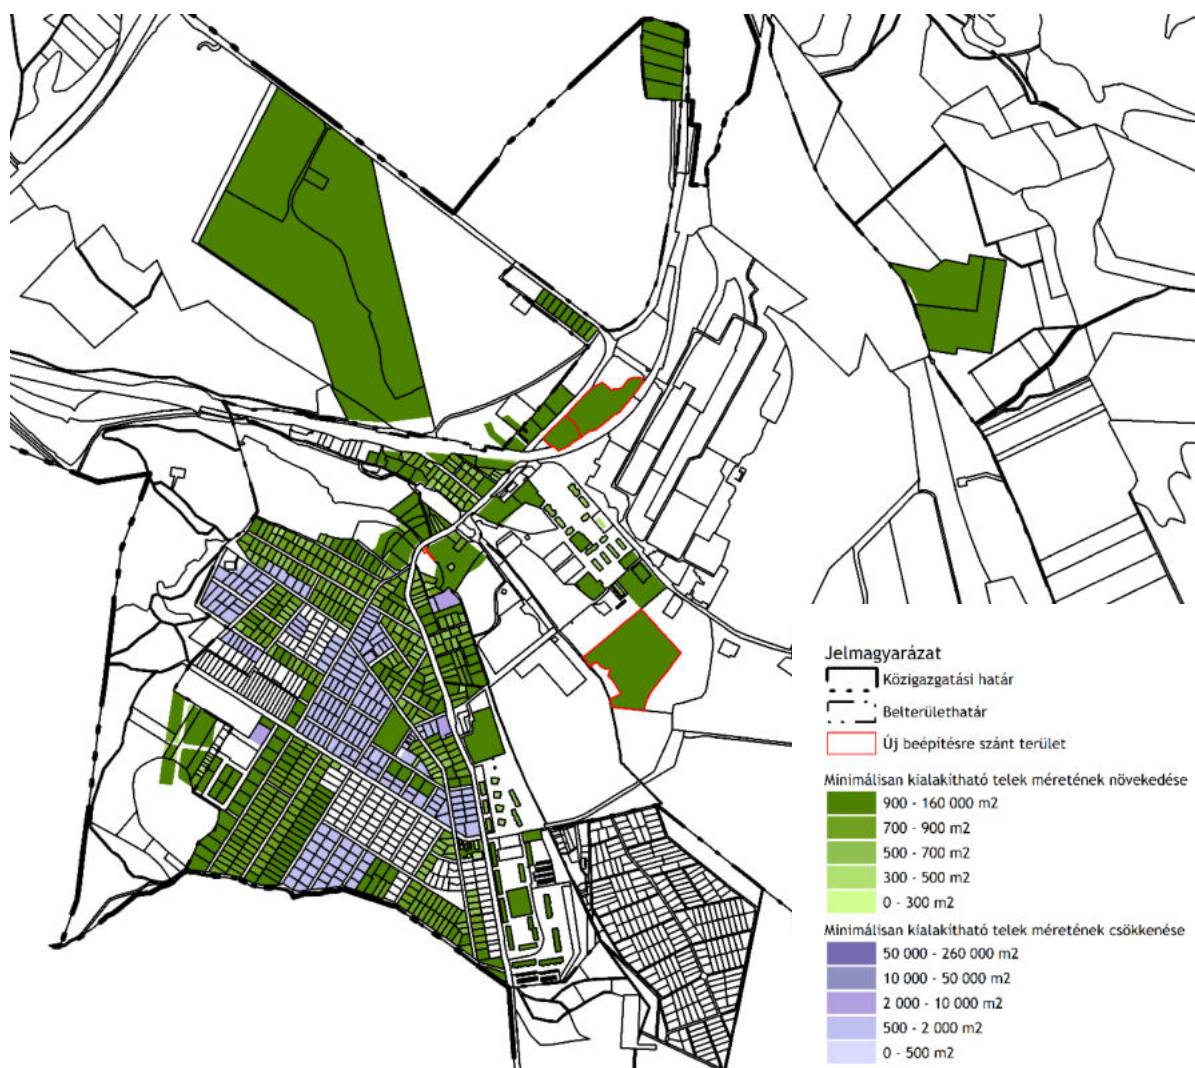 Jelmagyarázat
Közigazgatási határ
Belterülethatár
Új beépítésre szánt terület
Minimálisan kialakítható telek méretének növekedése
900 - 160 000 m2
700 - 900 m2
500 - 700 m2
300 - 500 m2
0 - 300 m2
Minimálisan kialakítható telek méretének csökkenése
50 000 - 260 000 m2
10 000 - 50 000 m2
2 000 - 10 000 m2
500 - 2 000 m2
0 - 500 m2